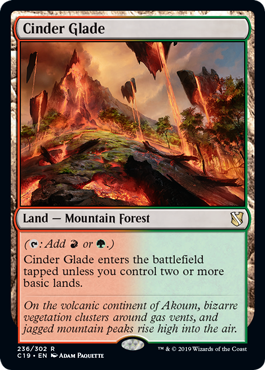 Cinder Glade
Land — Mountain Forest
(: Add or .)
Cinder Glade enters the battlefield
tapped unless you control two or more
basic lands.
On the volcanic continent of Akoum, bizarre
vegetation clusters around gas vents, and
jagged mountain peaks rise high into the air.
236/302 R
C19 • EN Adam Paquette
™ & © 2019 Wizards of the Coast